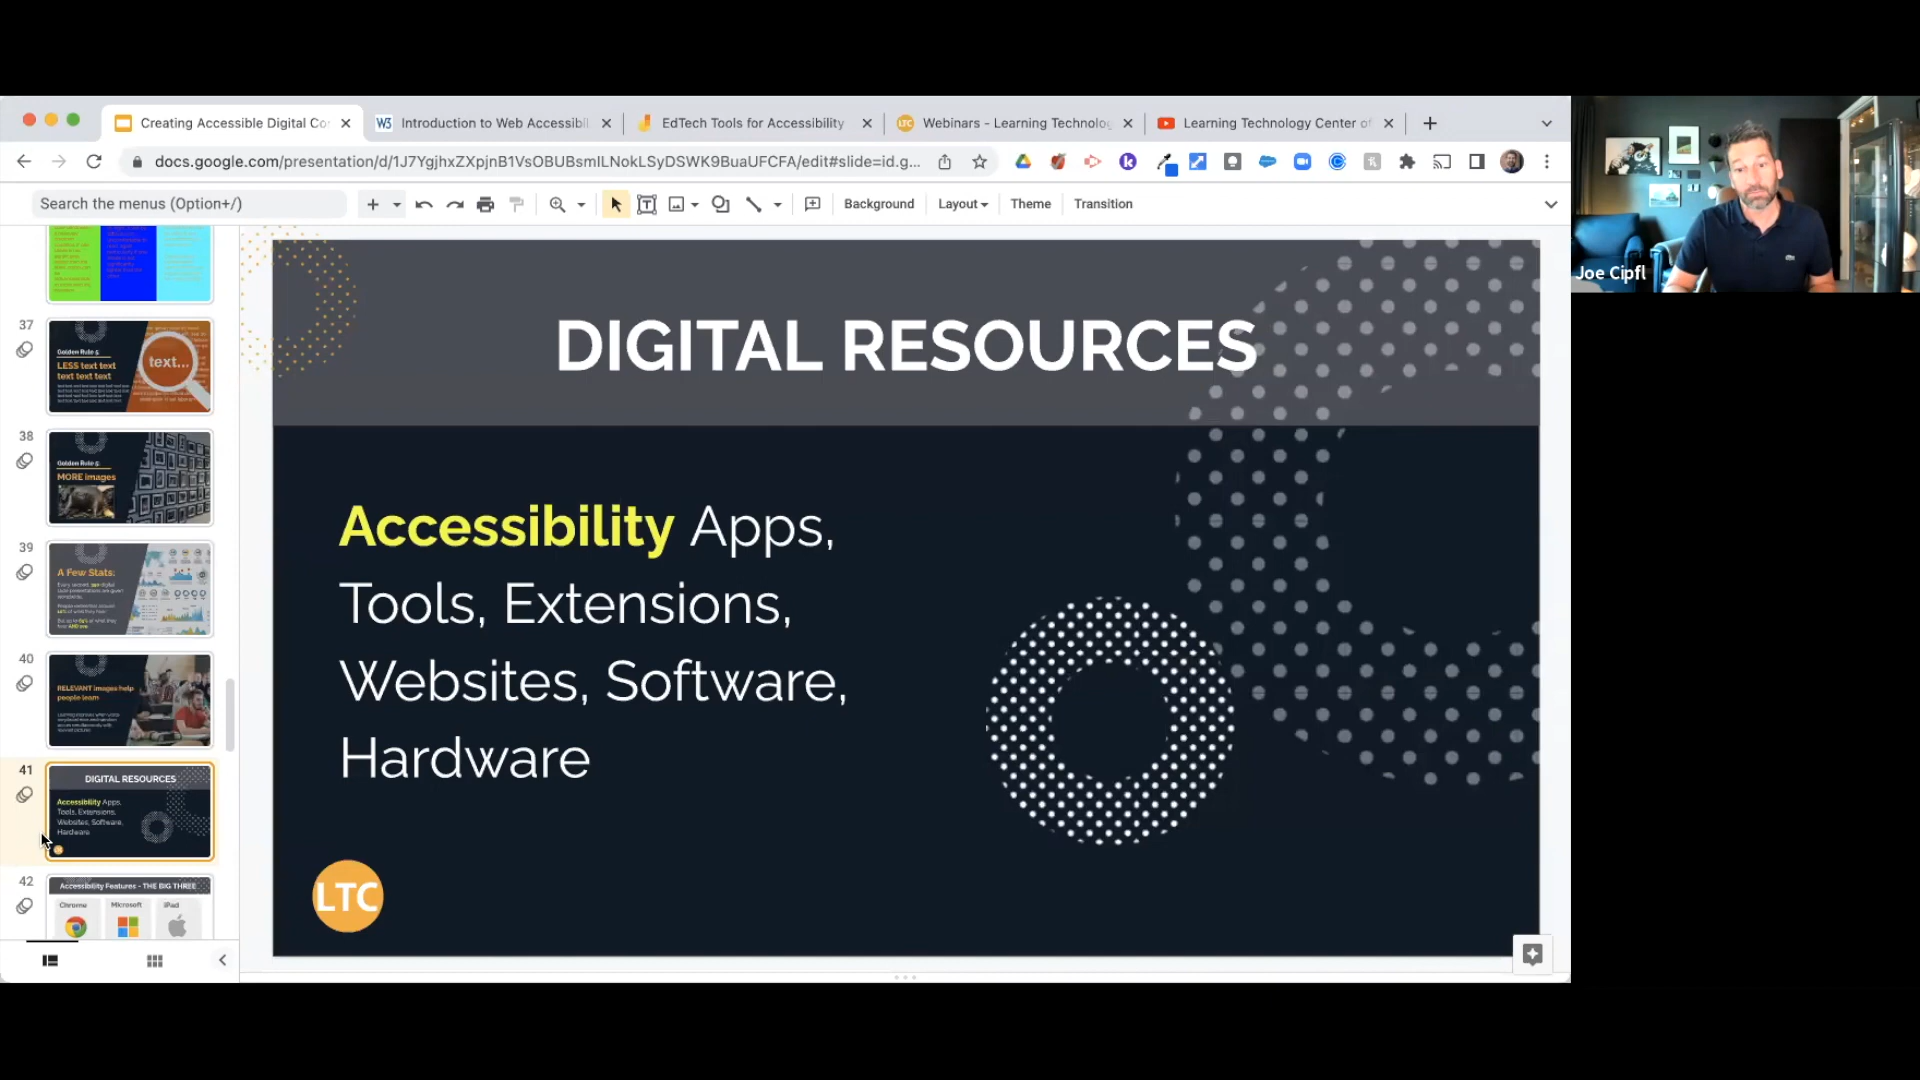 Creating Accessible Digital Co
Introduction to Web Accessibil
EdTech Tools for Accessibility
Webinars - Learning Technolog
Learning Technology Center of
docs.google.com/presentation/d/1J7YgjhxZXpjnB1VsOBUBsmILNokLSyDSWK9BuaUFCFA/edit#slide=id.g...
Search the menus (Option+/)
Background
Layout
Theme
Transition
37
Golden Rule 5:
LESS text text
text text text
text...
38
Golden Rule 5:
MORE images
39
A Few Stats:
40
RELEVANT images help
people learn
41
DIGITAL RESOURCES
Accessibility Apps,
Tools, Extensions,
Websites, Software,
Hardware
42
Accessibility Features - THE BIG THREE
Chrome
Microsoft
iPad
DIGITAL RESOURCES
Accessibility Apps,
Tools, Extensions,
Websites, Software,
Hardware
LTC
Joe Cipfl